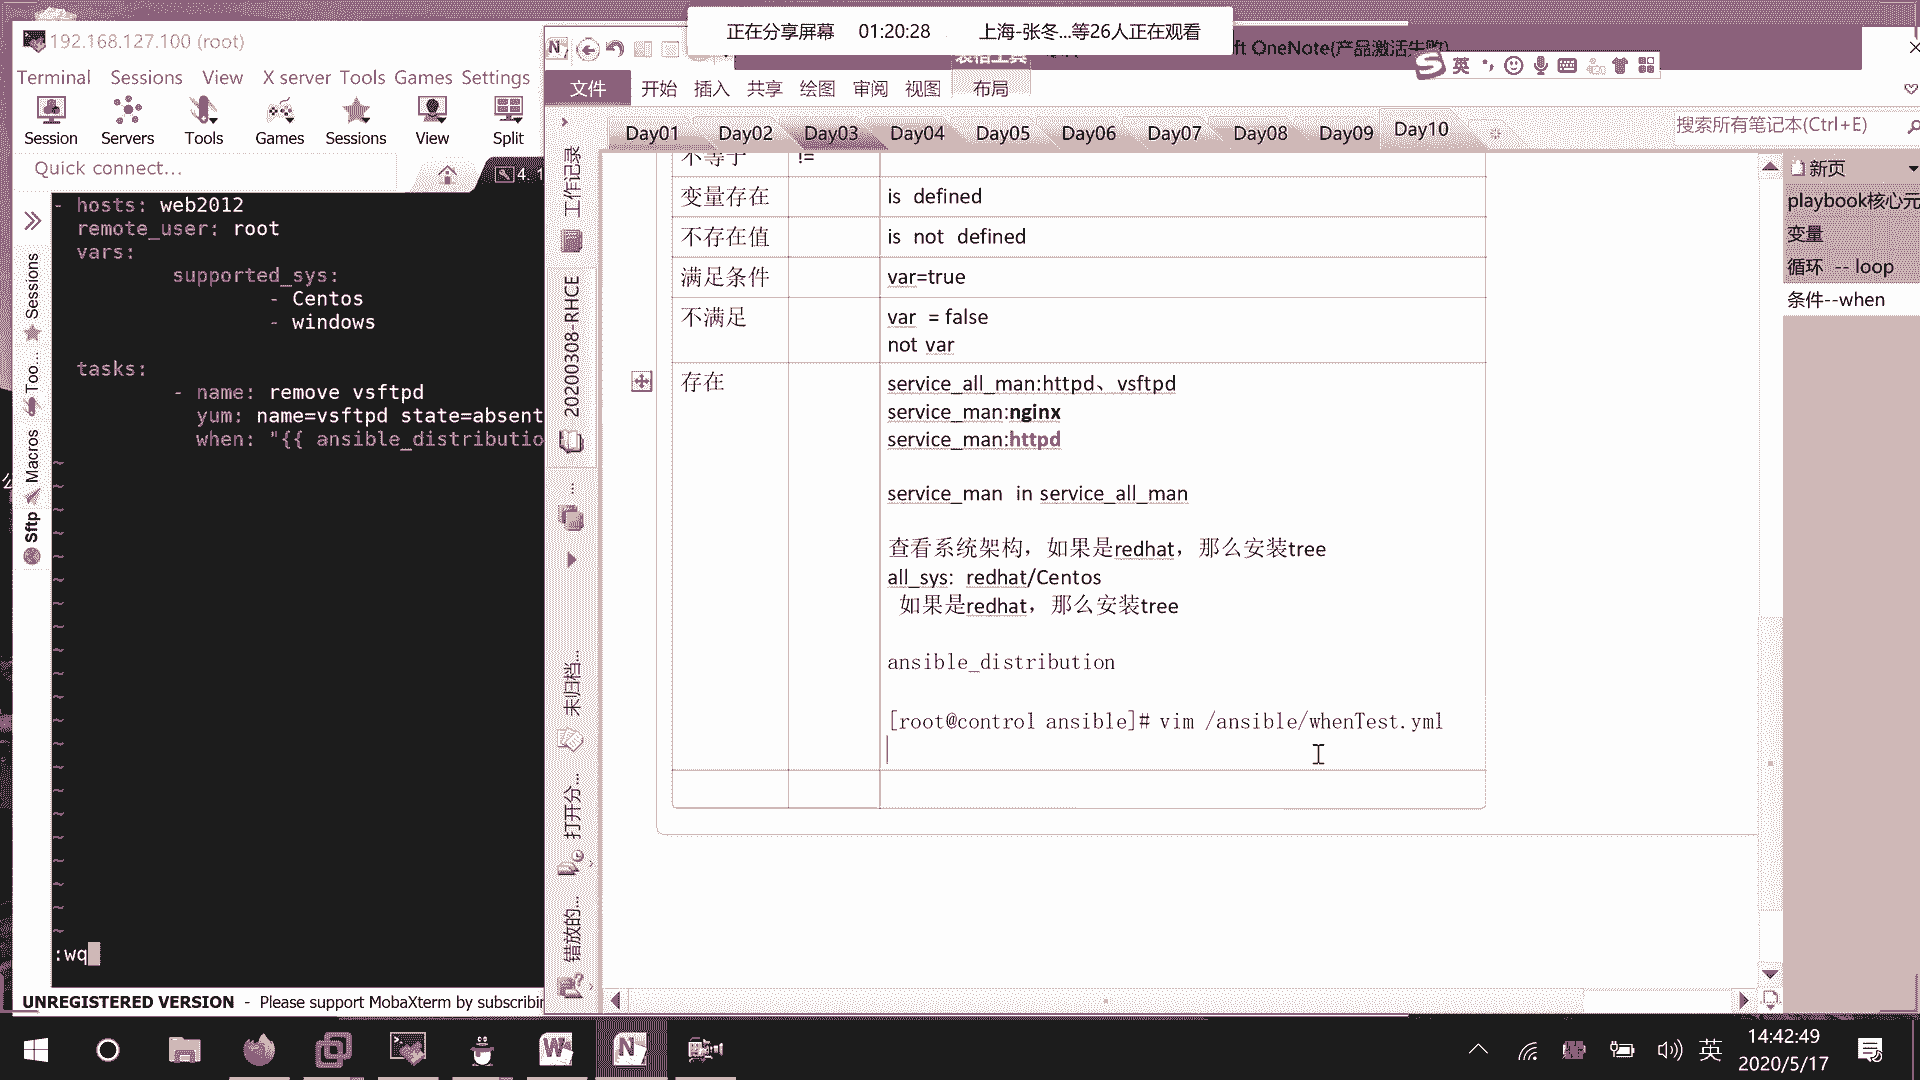 正在分享屏幕 01:20:28 上海-张冬...等26人正在观看
192.168.127.100 (root)
Terminal Sessions View X server Tools Games Settings
Session Servers Tools Games Sessions View Split
Quick connect...
4. 1
Sessions
Too...
Macros
Sftp
- hosts: web2012
remote_user: root
vars:
supported_sys:
- Centos
- windows
tasks:
- name: remove vsftpd
yum: name=vsftpd state=absent
when: "{{ ansible_distributio
~
:wq
UNREGISTERED VERSION - Please support MobaXterm by subscribin
ft OneNote(产品激活失败)
表格工具
英
文件 开始 插入 共享 绘图 审阅 视图 布局
Day01 Day02 Day03 Day04 Day05 Day06 Day07 Day08 Day09 Day10
搜索所有笔记本(Ctrl+E)
工作记录
20200308-RHCE
未归档...
打开分...
错放的...
不等于 !=
变量存在 is defined
不存在值 is not defined
满足条件 var=true
不满足 var = false
not var
存在 service_all_man:httpd、vsftpd
service_man:nginx
service_man:httpd
service_man in service_all_man
查看系统架构，如果是redhat，那么安装tree
all_sys: redhat/Centos
如果是redhat，那么安装tree
ansible_distribution
[root@control ansible]# vim /ansible/whenTest.yml
新页
playbook核心元
变量
循环 -- loop
条件--when
英 14:42:49
2020/5/17